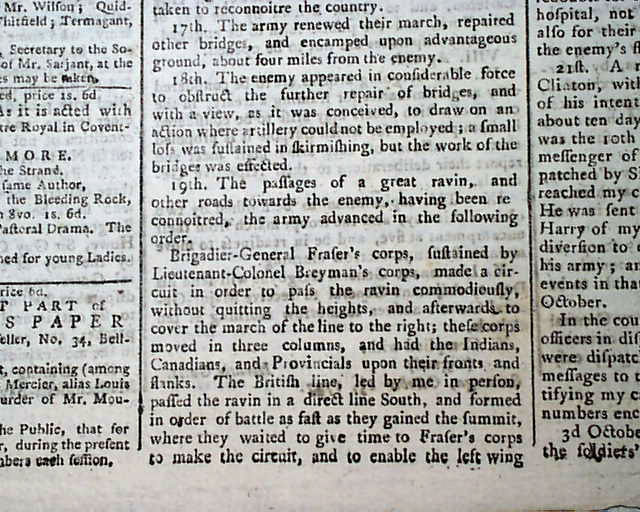 Mr. Wilson; Quid-
Whitfield; Termagant,
Secretary to the So-
of Mr. Sarjant, at the
es may be taken.
ed, price 1s. 6d.
As it is acted with
tre Royal in Covent-
MORE.
the Strand.
same Author,
the Bleeding Rock,
n 8vo. 1s. 6d.
Pastoral Drama. The
ned for young Ladies.
rice 6d.
T PART of
S PAPER
eller, No. 34, Bell-
t, containing (among
Mercier, alias Louis
urder of Mr. Mou-
the Public, that for
r, during the present
mbers each session,
taken to reconnoitre the country.
17th. The army renewed their march, repaired
other bridges, and encamped upon advantageous
ground, about four miles from the enemy.
18th. The enemy appeared in considerable force
to obstruct the further repair of bridges, and
with a view, as it was conceived, to draw on an
action where artillery could not be employed; a small
loss was sustained in skirmishing, but the work of the
bridges was effected.
19th. The passages of a great ravin, and
other roads towards the enemy, having been re
connoitred, the army advanced in the following
order.
Brigadier-General Fraser's corps, sustained by
Lieutenant-Colonel Breyman's corps, made a cir-
cuit in order to pass the ravin commodiously,
without quitting the heights, and afterwards to
cover the march of the line to the right; these corps
moved in three columns, and had the Indians,
Canadians, and Provincials upon their fronts and
flanks. The British line, led by me in person,
passed the ravin in a direct line South, and formed
in order of battle as fast as they gained the summit,
where they waited to give time to Fraser's corps
to make the circuit, and to enable the left wing
hospital, not
also for their
the enemy's
21st. A
Clinton, with
of his inten
about ten day
was the 10th
messenger of
patched by S
reached my
He was sent
Harry of my
diversion to
his army; an
events in that
October.
In the cou
officers in dis
were dispatc
messages to t
tifying my
numbers enc
3d Octobe
the soldiers'